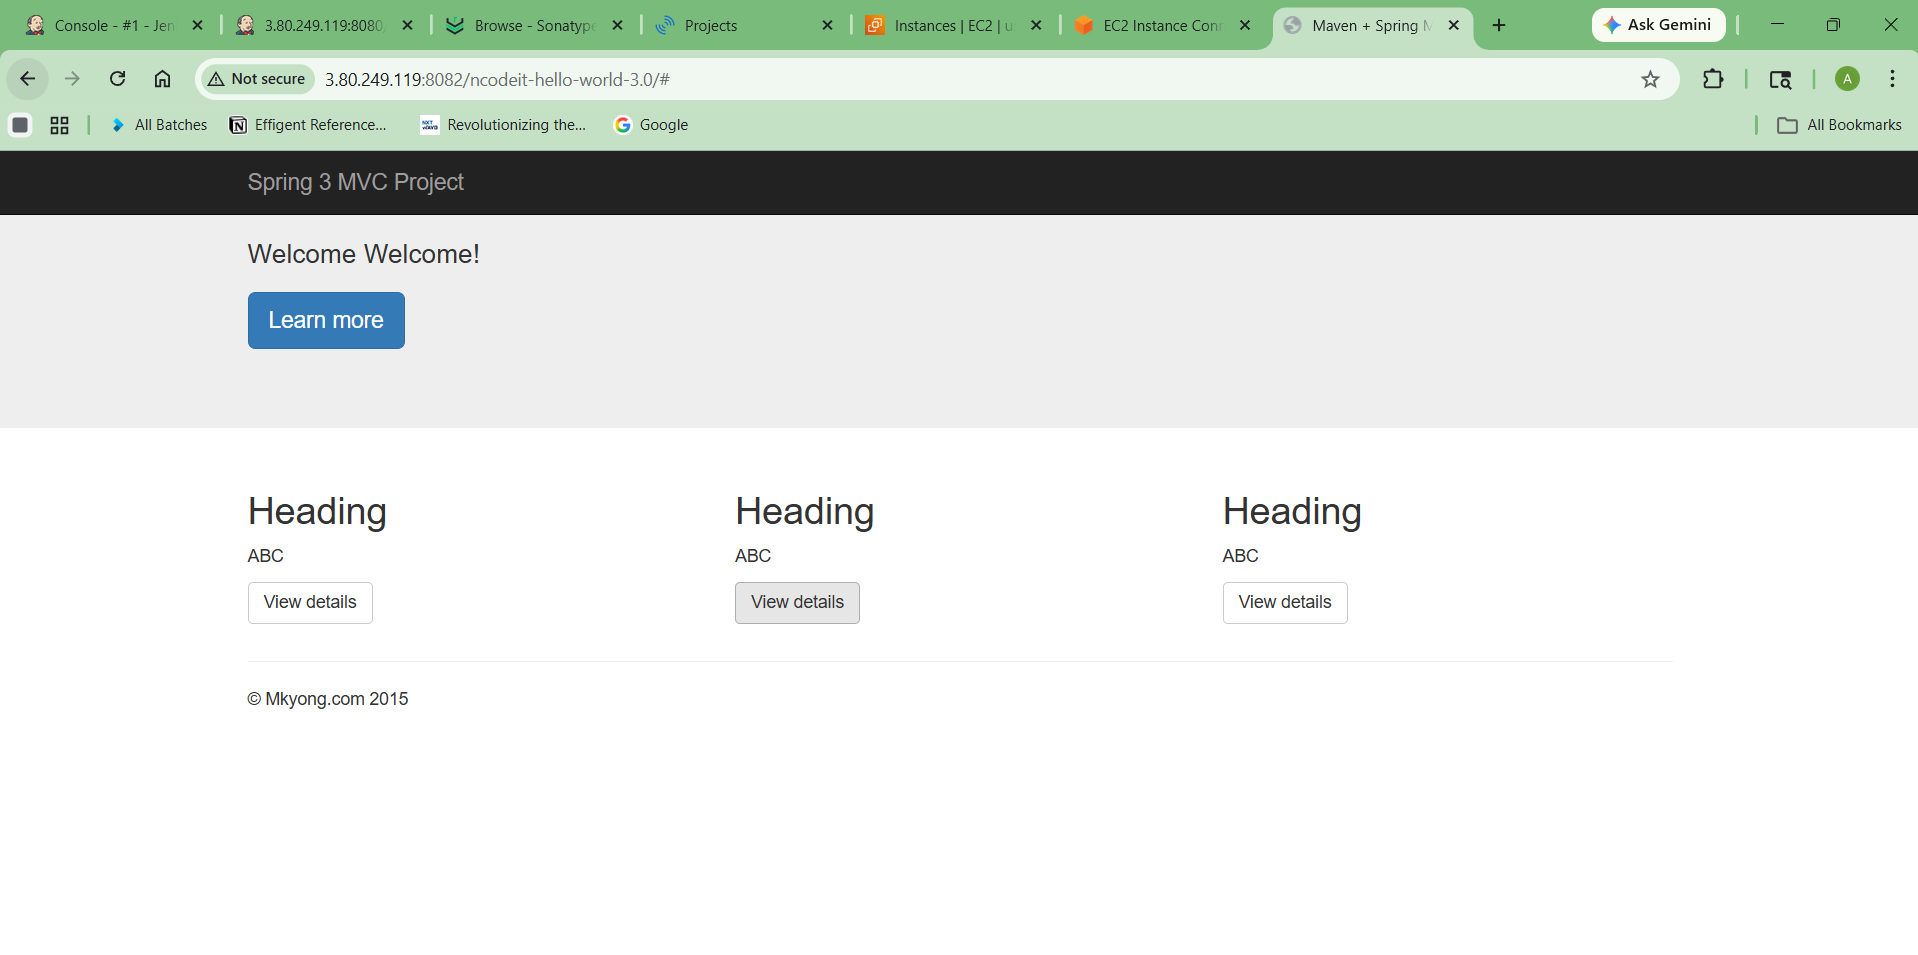 Console - #1 - Jen
3.80.249.119:8080/
Browse - Sonatype
Projects
Instances | EC2 | u
EC2 Instance Conn
Maven + Spring M
Ask Gemini
Not secure
3.80.249.119:8082/ncodeit-hello-world-3.0/#
A
All Batches
Effigent Reference...
Revolutionizing the...
Google
All Bookmarks
Spring 3 MVC Project
Welcome Welcome!
Learn more
Heading
ABC
View details
Heading
ABC
View details
Heading
ABC
View details
© Mkyong.com 2015